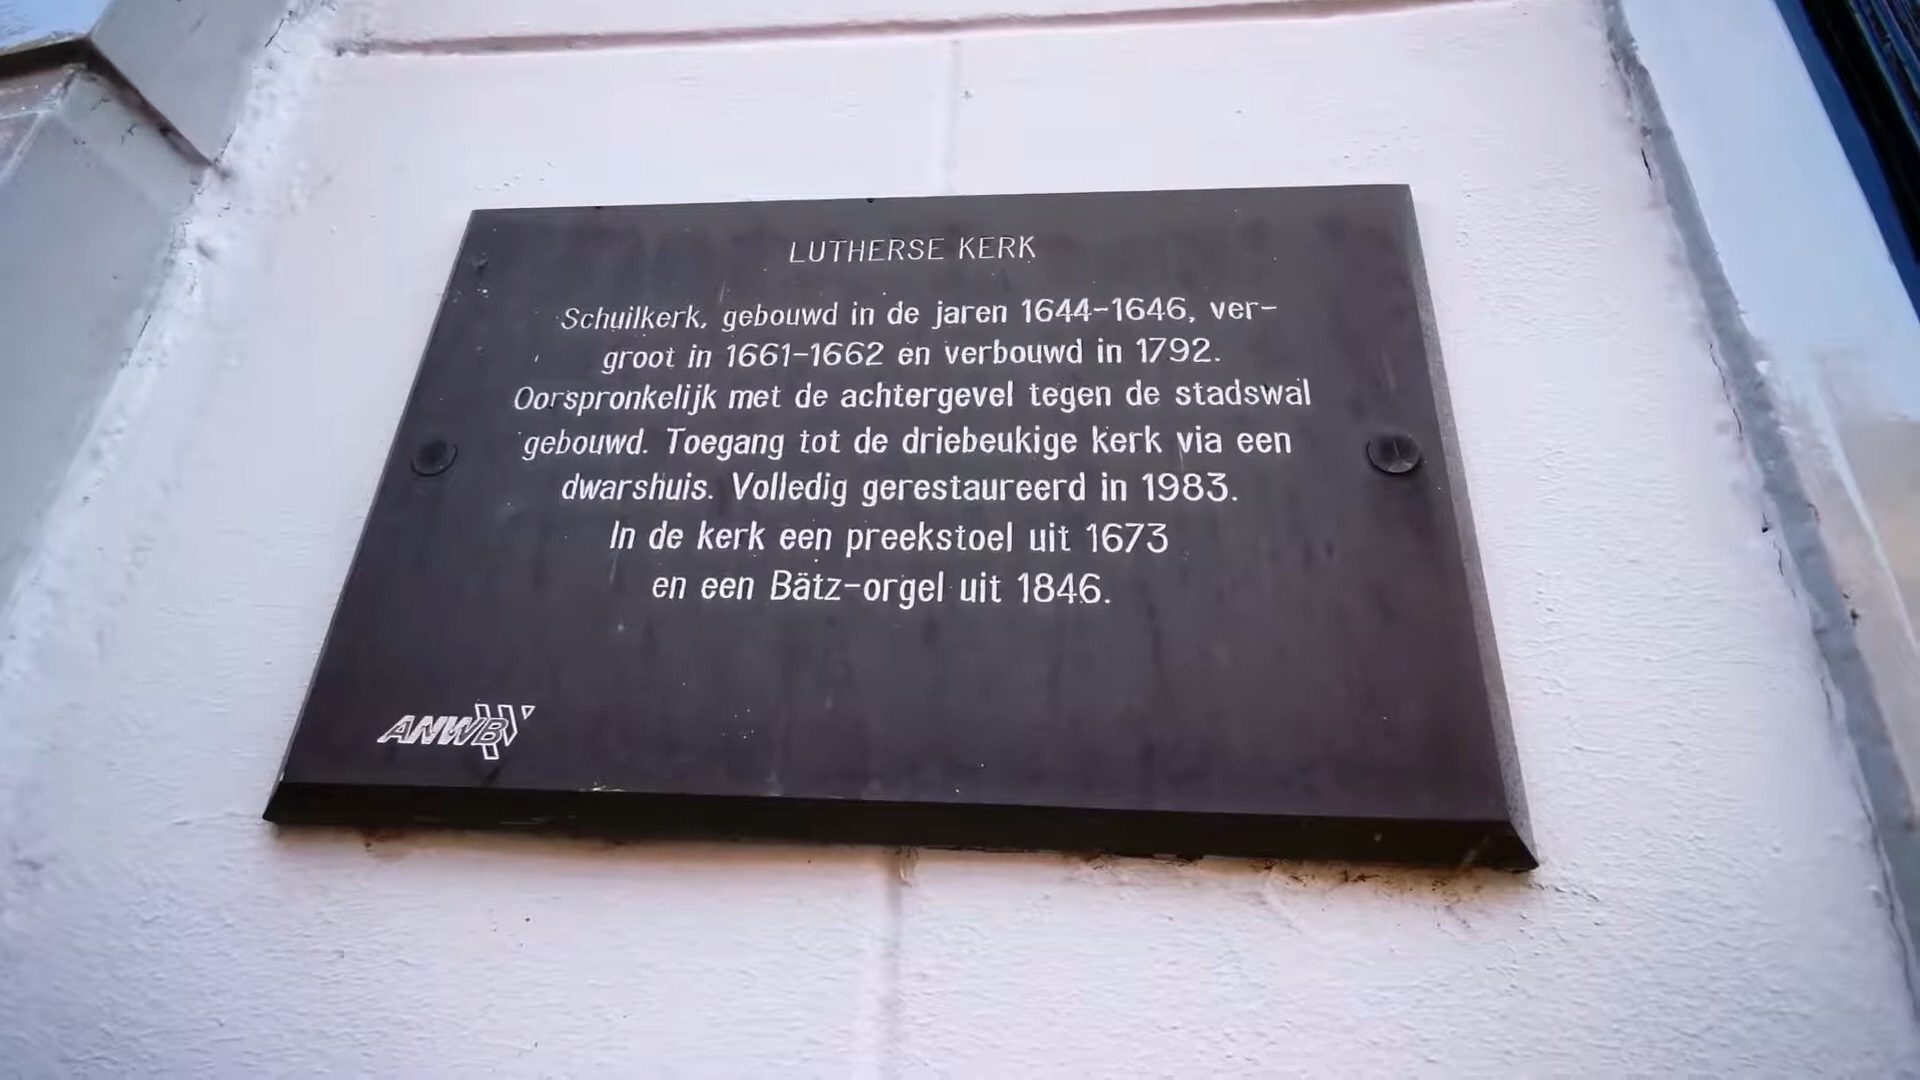 LUTHERSE KERK
Schuilkerk, gebouwd in de jaren 1644-1646, ver-
groot in 1661-1662 en verbouwd in 1792.
Oorspronkelijk met de achtergevel tegen de stadswal
gebouwd. Toegang tot de driebeukige kerk via een
dwarshuis. Volledig gerestaureerd in 1983.
In de kerk een preekstoel uit 1673
en een Bätz-orgel uit 1846.
ANWB